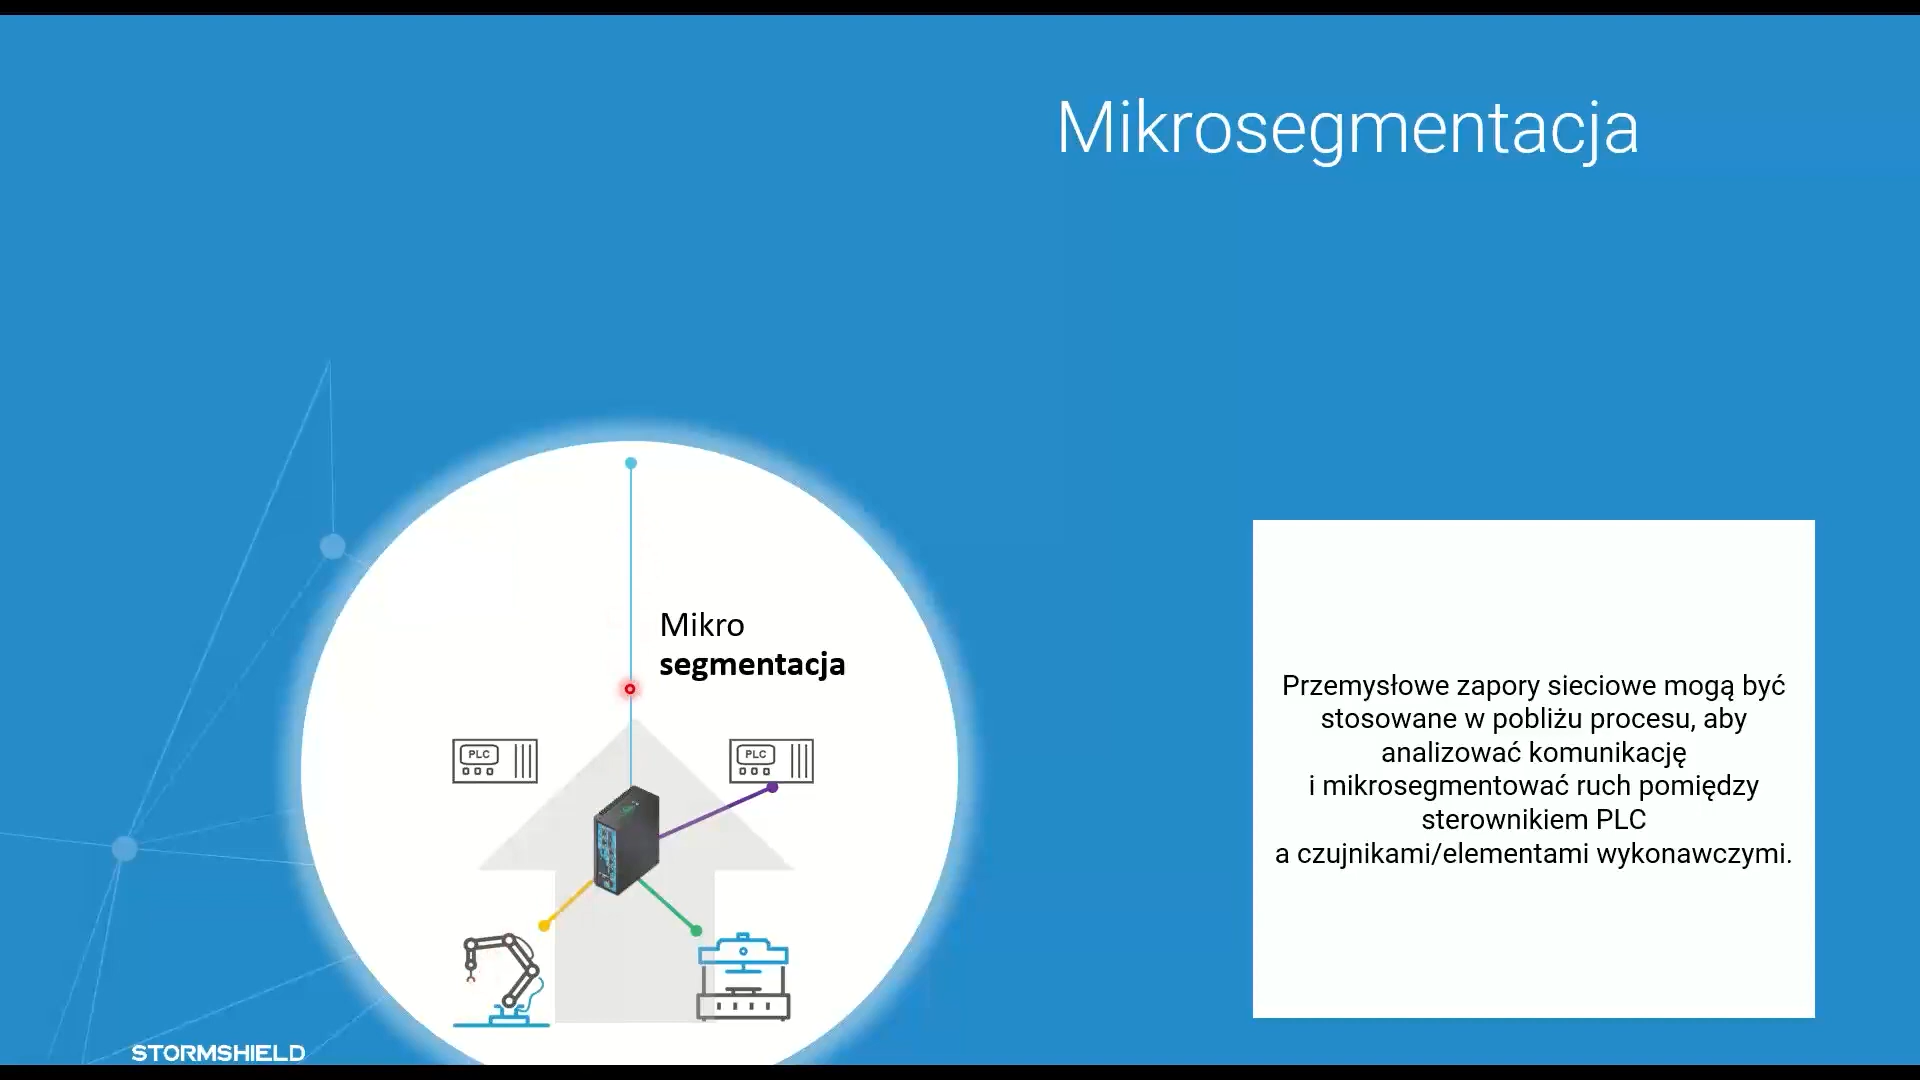 Mikrosegmentacja
Mikro
segmentacja
PLC
PLC
Przemysłowe zapory sieciowe mogą być
stosowane w pobliżu procesu, aby
analizować komunikację
i mikrosegmentować ruch pomiędzy
sterownikiem PLC
a czujnikami/elementami wykonawczymi.
STORMSHIELD